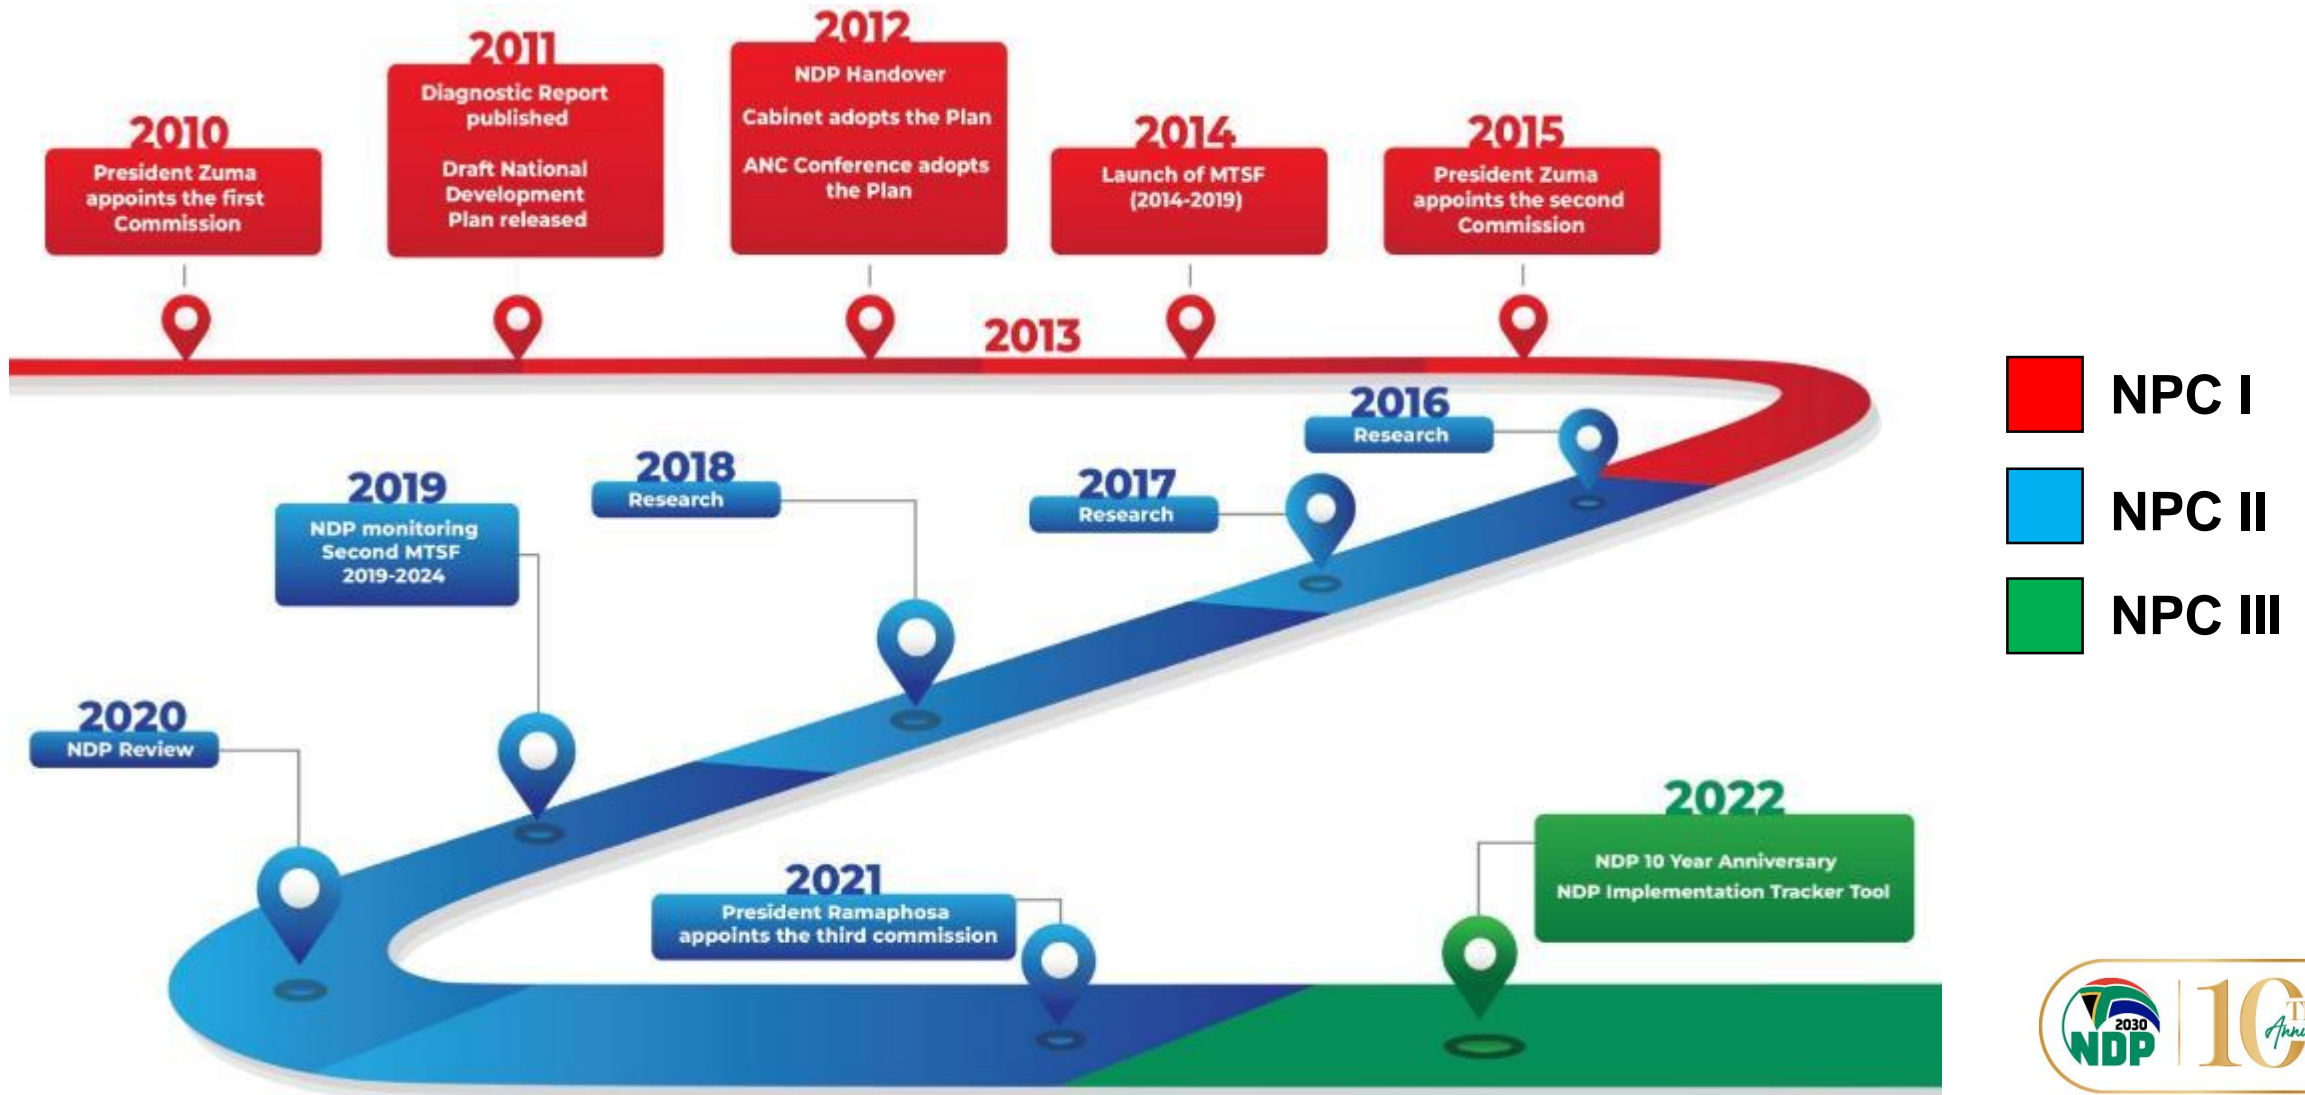 2010
President Zuma
appoints the first
Commission
2011
Diagnostic Report
published
Draft National
Development
Plan released
2012
NDP Handover
Cabinet adopts the Plan
ANC Conference adopts
the Plan
2013
2014
Launch of MTSF
(2014-2019)
2015
President Zuma
appoints the second
Commission
2016
Research
2017
Research
2018
Research
2019
NDP monitoring
Second MTSF
2019-2024
2020
NDP Review
2021
President Ramaphosa
appoints the third commission
2022
NDP 10 Year Anniversary
NDP Implementation Tracker Tool
NPC I
NPC II
NPC III
2030
NDP
10